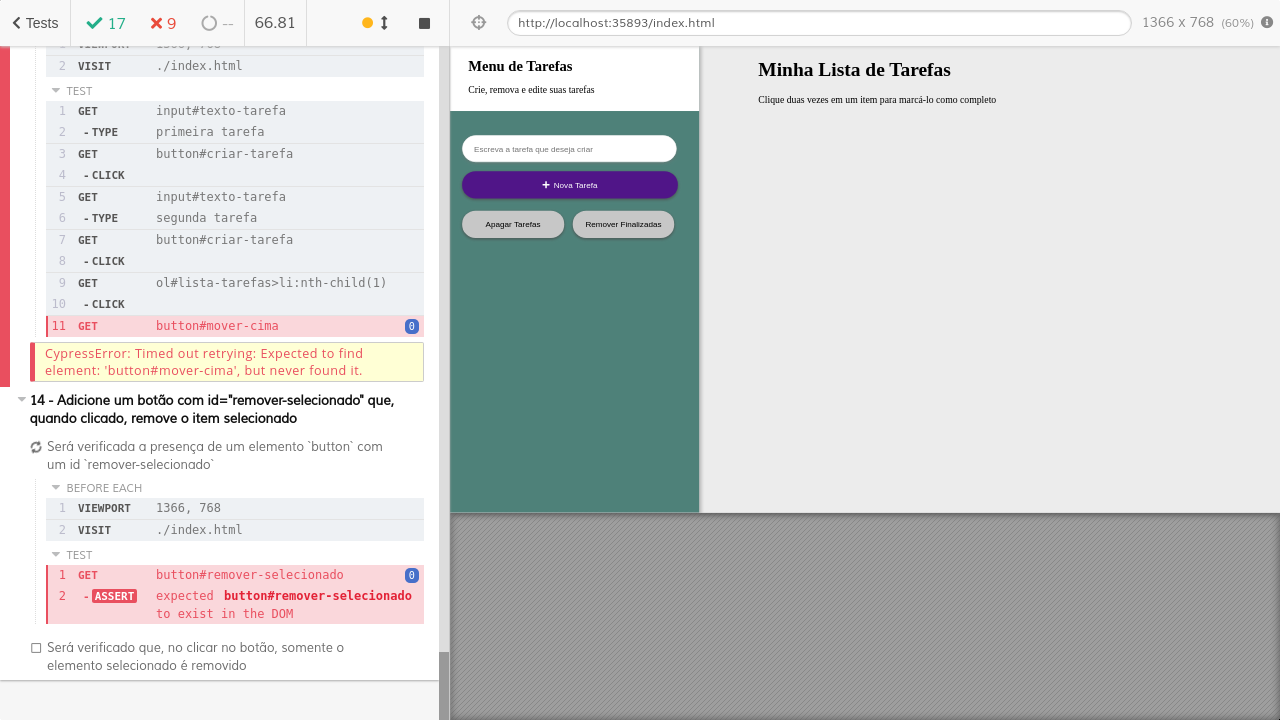 Tests
17
9
--
66.81
http://localhost:35893/index.html
1366 x 768 (60%)
1 VIEWPORT 1366, 768
2 VISIT ./index.html
TEST
1 GET input#texto-tarefa
2 - TYPE primeira tarefa
3 GET button#criar-tarefa
4 - CLICK
5 GET input#texto-tarefa
6 - TYPE segunda tarefa
7 GET button#criar-tarefa
8 - CLICK
9 GET ol#lista-tarefas>li:nth-child(1)
10 - CLICK
11 GET button#mover-cima 0
CypressError: Timed out retrying: Expected to find
element: 'button#mover-cima', but never found it.
14 - Adicione um botão com id="remover-selecionado" que,
quando clicado, remove o item selecionado
Será verificada a presença de um elemento `button` com
um id `remover-selecionado`
BEFORE EACH
1 VIEWPORT 1366, 768
2 VISIT ./index.html
TEST
1 GET button#remover-selecionado 0
2 - ASSERT expected button#remover-selecionado
to exist in the DOM
Será verificado que, no clicar no botão, somente o
elemento selecionado é removido
Menu de Tarefas
Crie, remova e edite suas tarefas
Escreva a tarefa que deseja criar
Nova Tarefa
Apagar Tarefas
Remover Finalizadas
Minha Lista de Tarefas
Clique duas vezes em um item para marcá-lo como completo